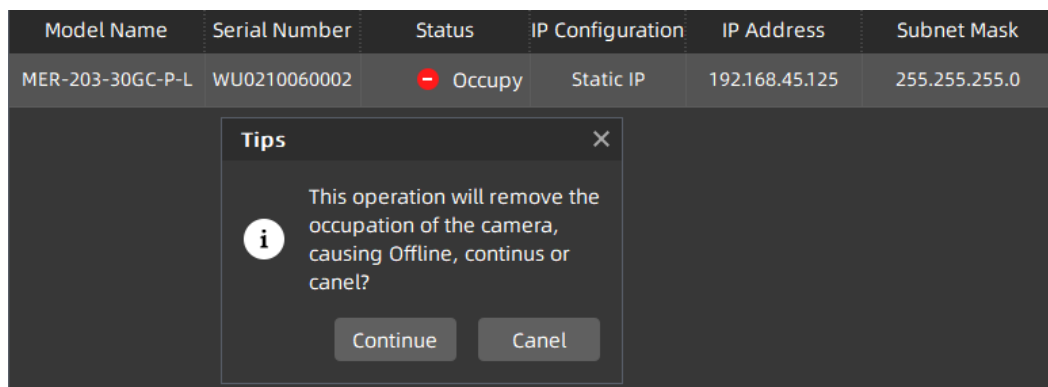 Model Name Serial Number Status IP Configuration IP Address Subnet Mask
MER-203-30GC-P-L WU0210060002 Occupy Static IP 192.168.45.125 255.255.255.0
Tips
This operation will remove the
occupation of the camera,
causing Offline, continus or
canel?
Continue Canel